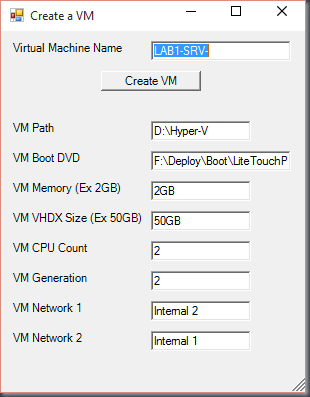 Create a VM
Virtual Machine Name LAB1-SRV-
Create VM
VM Path D:\Hyper-V
VM Boot DVD F:\Deploy\Boot\LiteTouchP
VM Memory (Ex 2GB) 2GB
VM VHDX Size (Ex 50GB) 50GB
VM CPU Count 2
VM Generation 2
VM Network 1 Internal 2
VM Network 2 Internal 1